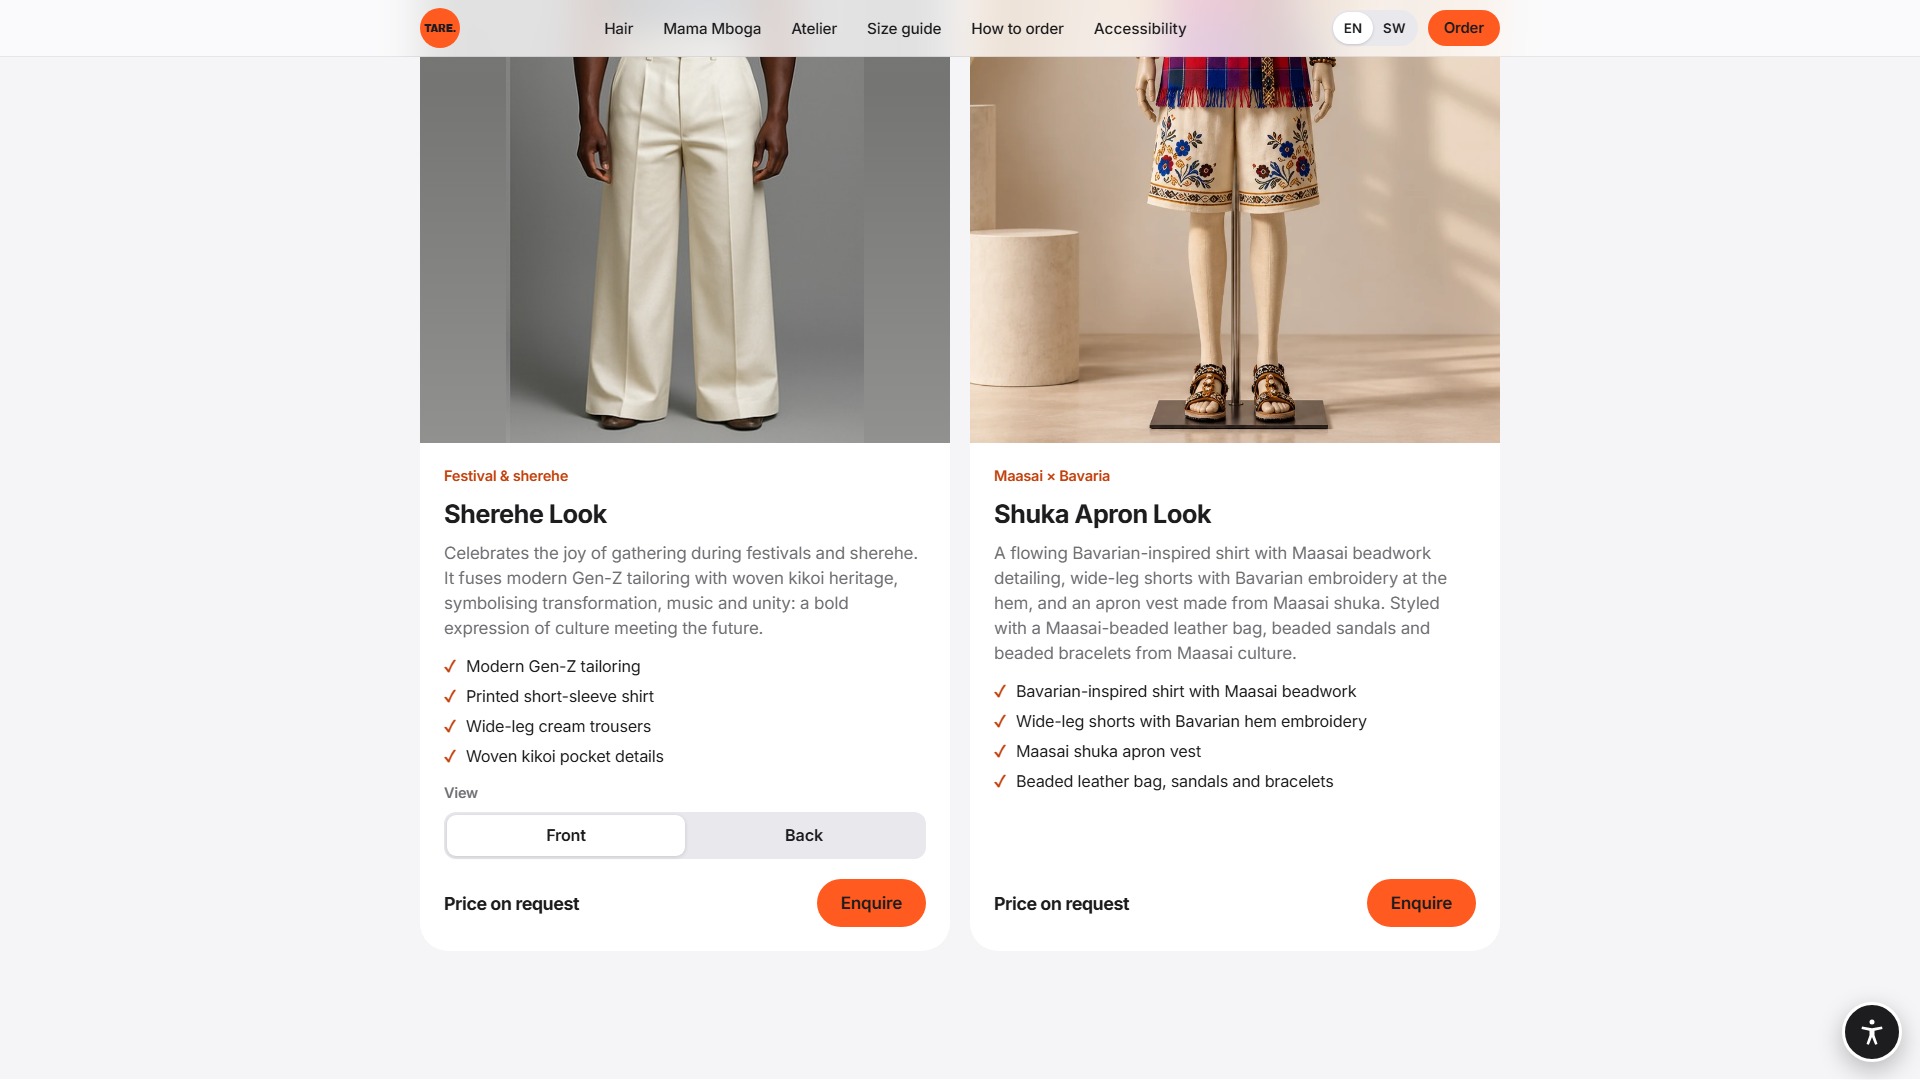 TARE.
Hair
Mama Mboga
Atelier
Size guide
How to order
Accessibility
EN
SW
Order
Festival & sherehe
Sherehe Look
Celebrates the joy of gathering during festivals and sherehe.
It fuses modern Gen-Z tailoring with woven kikoi heritage,
symbolising transformation, music and unity: a bold
expression of culture meeting the future.
✓ Modern Gen-Z tailoring
✓ Printed short-sleeve shirt
✓ Wide-leg cream trousers
✓ Woven kikoi pocket details
View
Front
Back
Price on request
Enquire
Maasai × Bavaria
Shuka Apron Look
A flowing Bavarian-inspired shirt with Maasai beadwork
detailing, wide-leg shorts with Bavarian embroidery at the
hem, and an apron vest made from Maasai shuka. Styled
with a Maasai-beaded leather bag, beaded sandals and
beaded bracelets from Maasai culture.
✓ Bavarian-inspired shirt with Maasai beadwork
✓ Wide-leg shorts with Bavarian hem embroidery
✓ Maasai shuka apron vest
✓ Beaded leather bag, sandals and bracelets
Price on request
Enquire